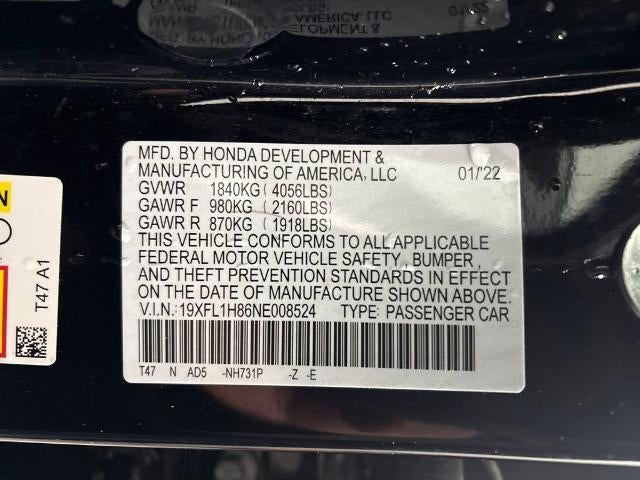 MFD. BY HONDA DEVELOPMENT &
MANUFACTURING OF AMERICA, LLC 01/'22
GVWR 1840KG ( 4056LBS)
GAWR F 980KG ( 2160LBS)
GAWR R 870KG ( 1918LBS)
THIS VEHICLE CONFORMS TO ALL APPLICABLE
FEDERAL MOTOR VEHICLE SAFETY , BUMPER ,
AND THEFT PREVENTION STANDARDS IN EFFECT
ON THE DATE OF MANUFACTURE SHOWN ABOVE.
V.I.N.:19XFL1H86NE008524 TYPE: PASSENGER CAR
T47 N AD5 -NH731P -Z -E
T47 A1
N